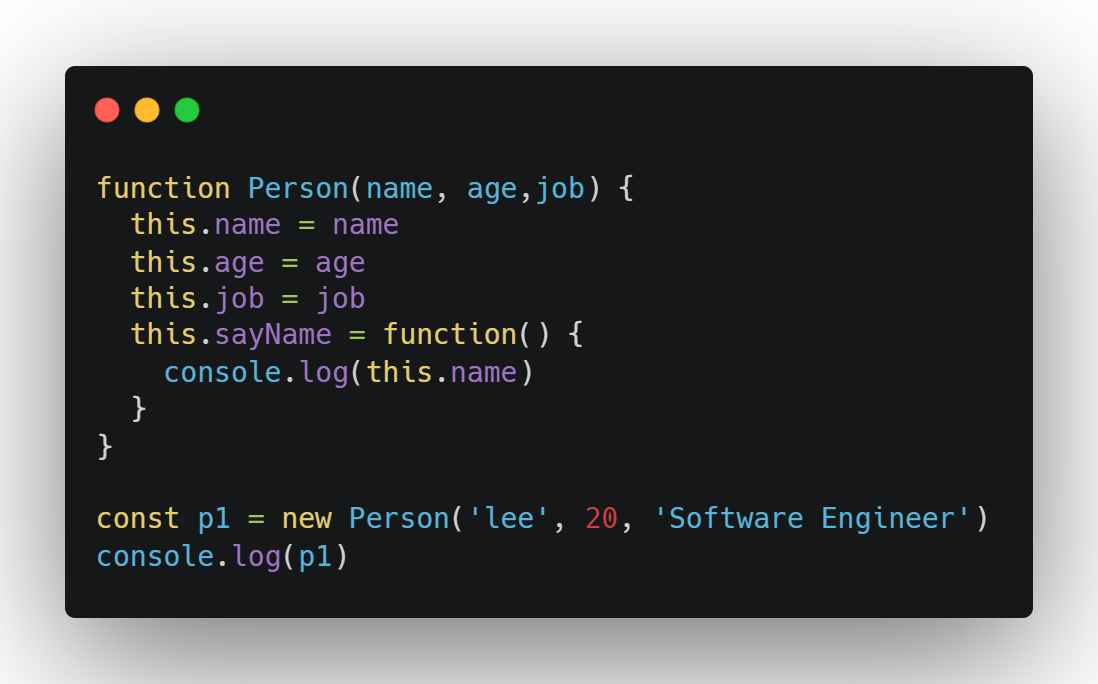 function Person(name, age,job) {
  this.name = name
  this.age = age
  this.job = job
  this.sayName = function() {
    console.log(this.name)
  }
}

const p1 = new Person('lee', 20, 'Software Engineer')
console.log(p1)